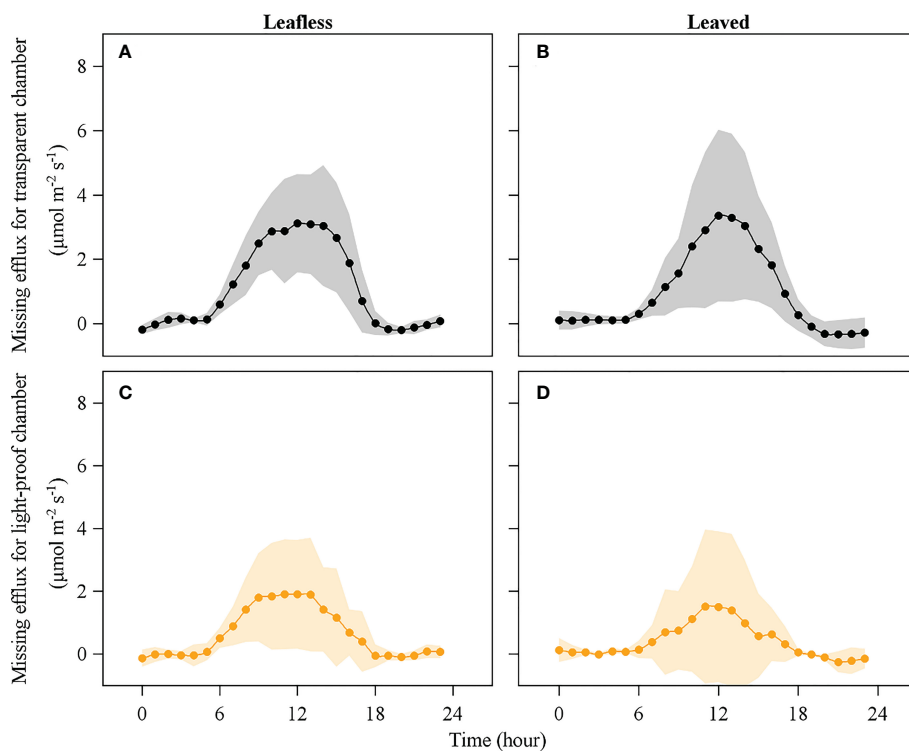 Leafless
Leaved
Missing efflux for transparent chamber
(μmol m⁻² s⁻¹)
A
8
6
4
2
0
B
Missing efflux for light-proof chamber
(μmol m⁻² s⁻¹)
C
8
6
4
2
0
D
0 6 12 18 24
0 6 12 18 24
Time (hour)